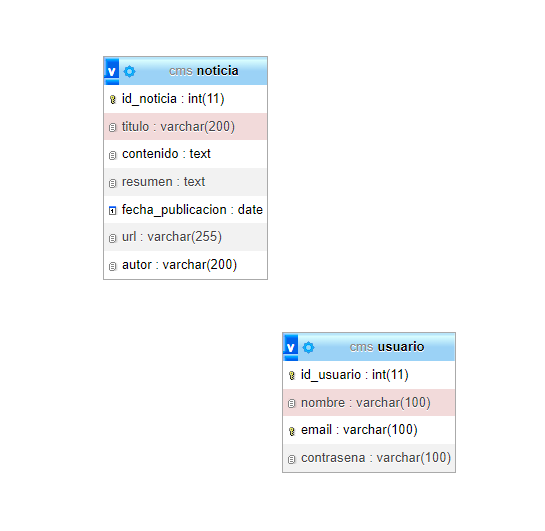 v cms noticia
id_noticia : int(11)
titulo : varchar(200)
contenido : text
resumen : text
fecha_publicacion : date
url : varchar(255)
autor : varchar(200)
v cms usuario
id_usuario : int(11)
nombre : varchar(100)
email : varchar(100)
contrasena : varchar(100)